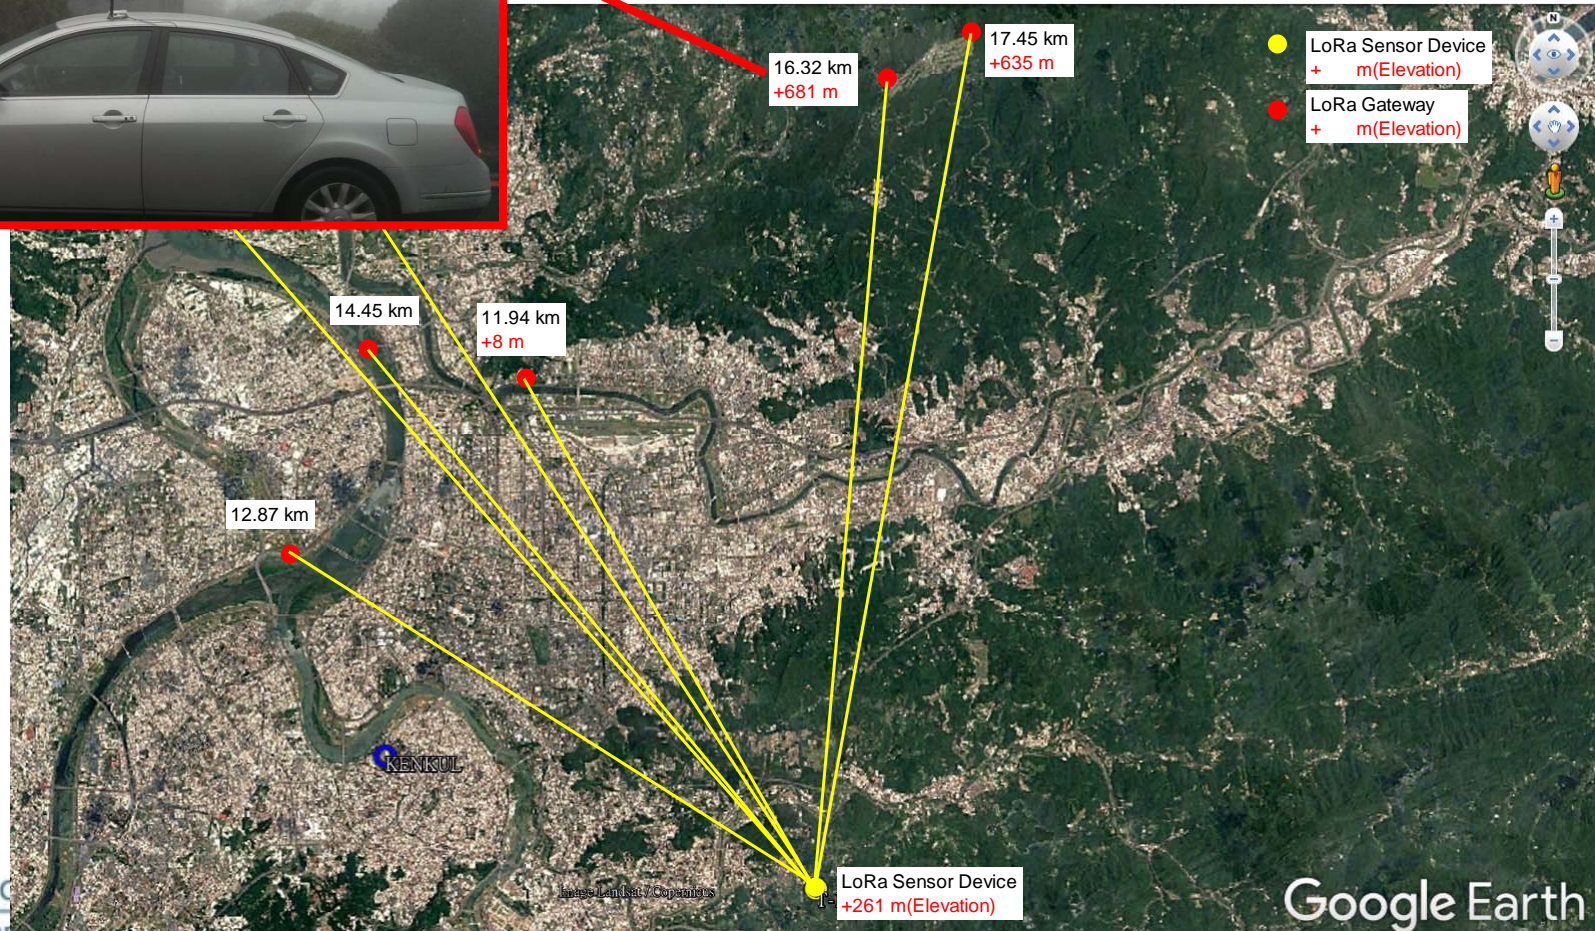 17.45 km
+635 m
16.32 km
+681 m
LoRa Sensor Device
+ m(Elevation)
LoRa Gateway
+ m(Elevation)
N
14.45 km
11.94 km
+8 m
12.87 km
KENKUL
LoRa Sensor Device
+261 m(Elevation)
Image Landsat / Copernicus
Google Earth